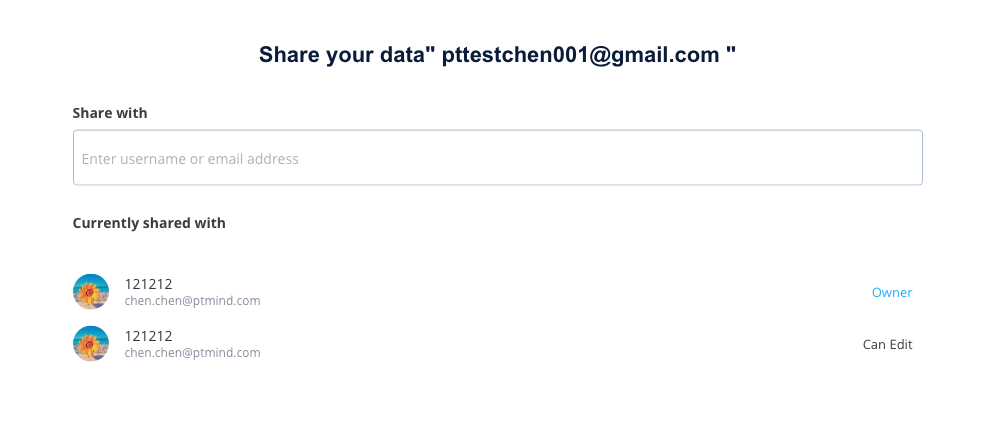 Share your data" pttestchen001@gmail.com "
Share with
Enter username or email address
Currently shared with
121212
chen.chen@ptmind.com
Owner
121212
chen.chen@ptmind.com
Can Edit